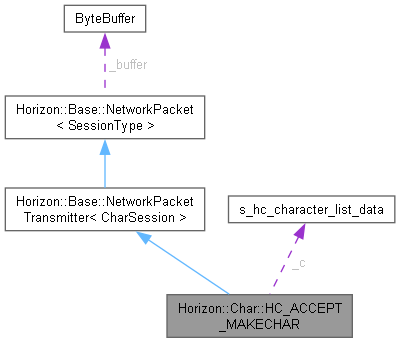 ByteBuffer
_buffer
Horizon::Base::NetworkPacket
< SessionType >
Horizon::Base::NetworkPacket
Transmitter< CharSession >
s_hc_character_list_data
_c
Horizon::Char::HC_ACCEPT
_MAKECHAR